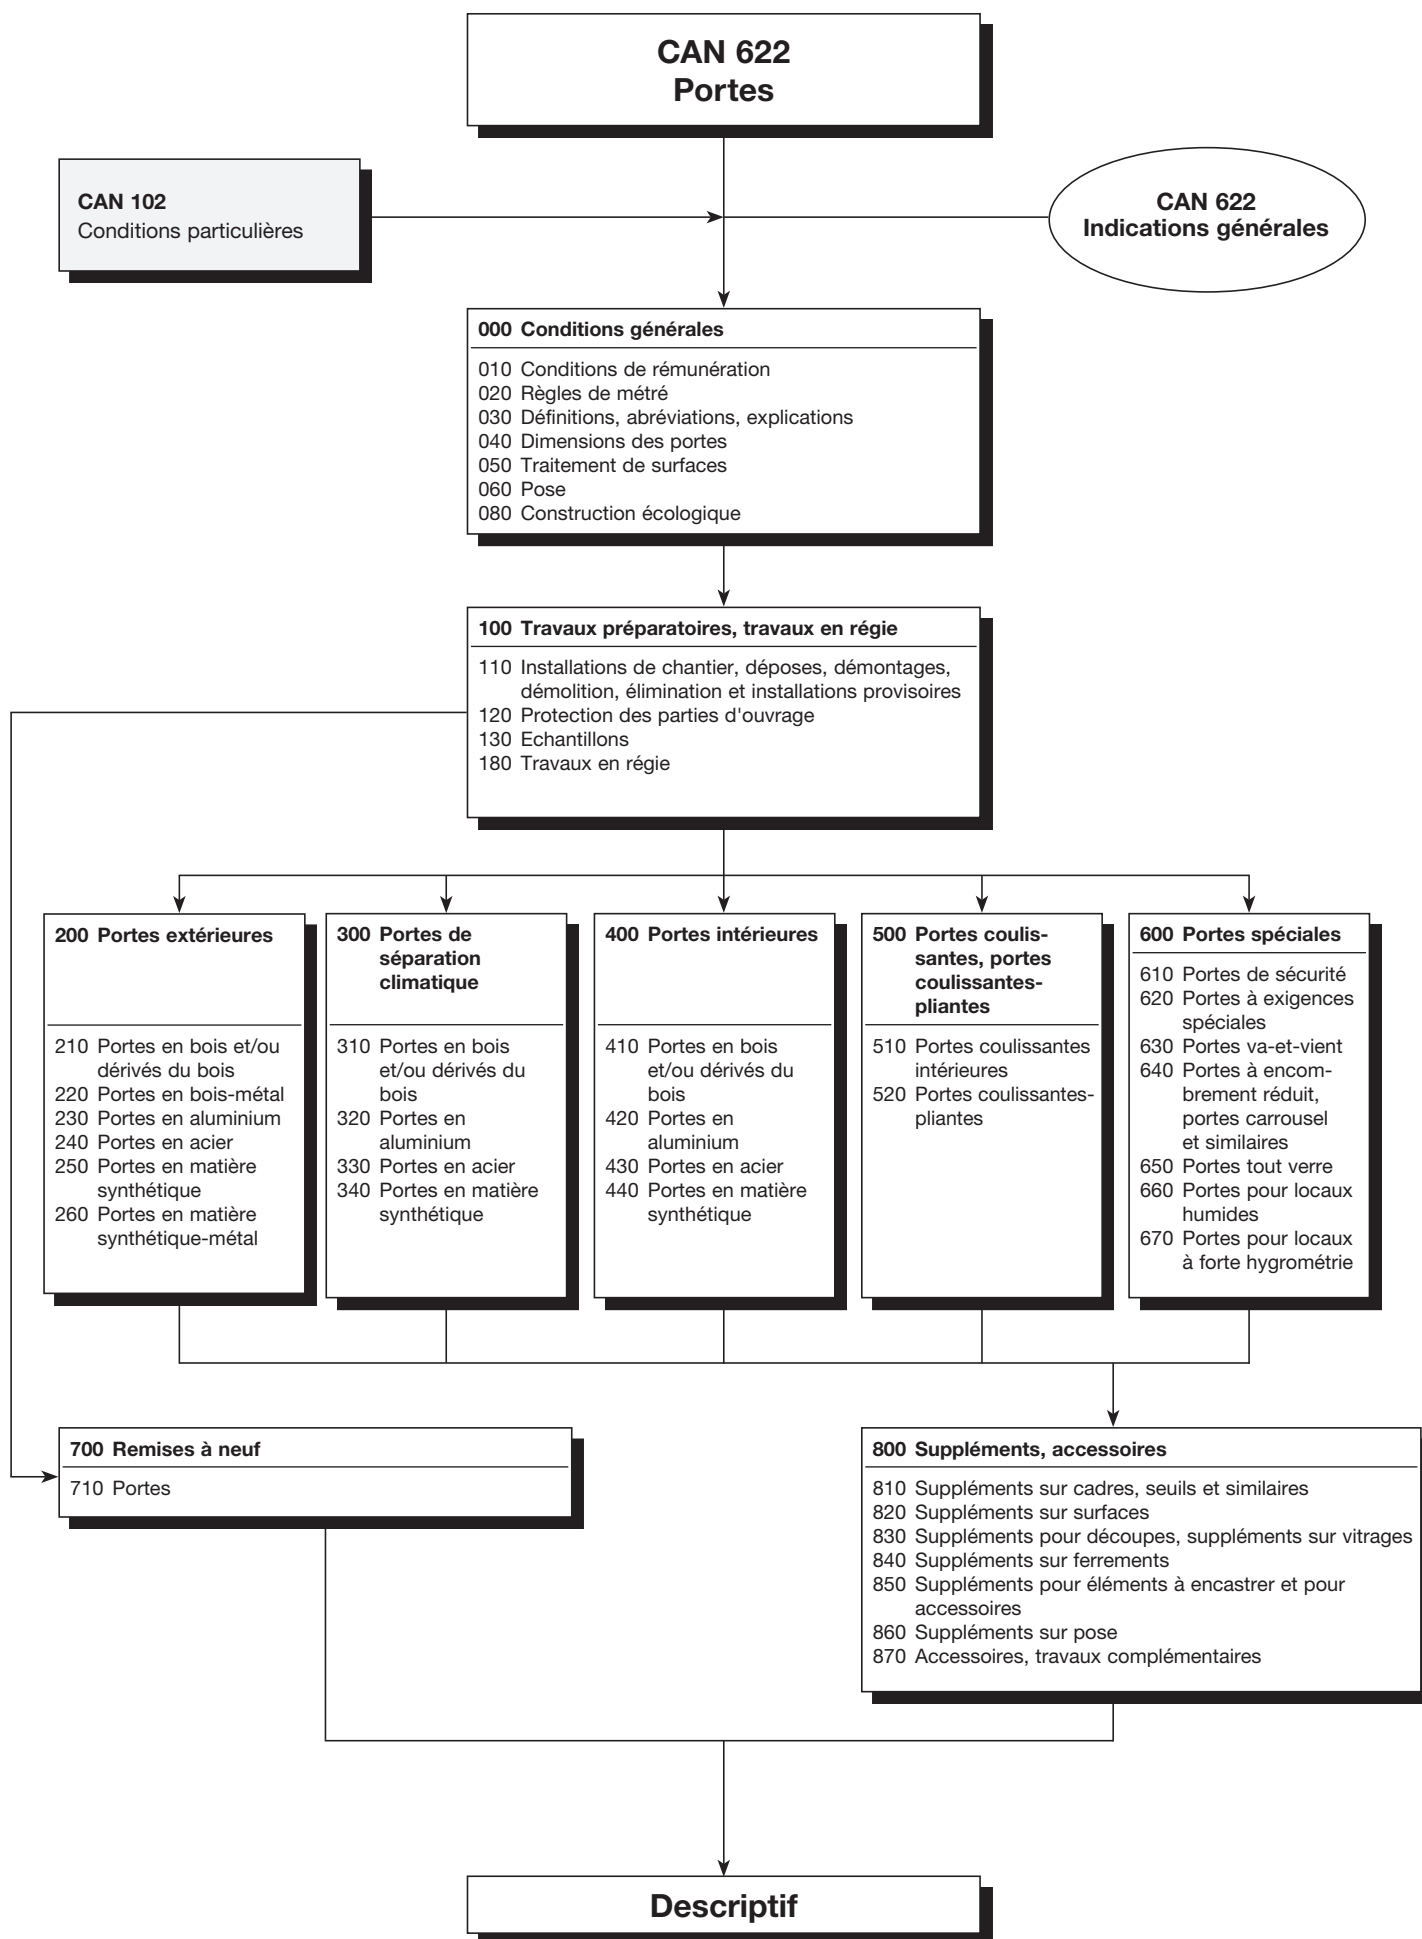 CAN 622
Portes
CAN 102
Conditions particulières
CAN 622
Indications générales
000 Conditions générales
010 Conditions de rémunération
020 Règles de métré
030 Définitions, abréviations, explications
040 Dimensions des portes
050 Traitement de surfaces
060 Pose
080 Construction écologique
100 Travaux préparatoires, travaux en régie
110 Installations de chantier, déposes, démontages,
démolition, élimination et installations provisoires
120 Protection des parties d'ouvrage
130 Echantillons
180 Travaux en régie
200 Portes extérieures
210 Portes en bois et/ou
dérivés du bois
220 Portes en bois-métal
230 Portes en aluminium
240 Portes en acier
250 Portes en matière
synthétique
260 Portes en matière
synthétique-métal
300 Portes de
séparation
climatique
310 Portes en bois
et/ou dérivés du
bois
320 Portes en
aluminium
330 Portes en acier
340 Portes en matière
synthétique
400 Portes intérieures
410 Portes en bois
et/ou dérivés du
bois
420 Portes en
aluminium
430 Portes en acier
440 Portes en matière
synthétique
500 Portes coulis-
santes, portes
coulissantes-
pliantes
510 Portes coulissantes
intérieures
520 Portes coulissantes-
pliantes
600 Portes spéciales
610 Portes de sécurité
620 Portes à exigences
spéciales
630 Portes va-et-vient
640 Portes à encom-
brement réduit,
portes carrousel
et similaires
650 Portes tout verre
660 Portes pour locaux
humides
670 Portes pour locaux
à forte hygrométrie
700 Remises à neuf
710 Portes
800 Suppléments, accessoires
810 Suppléments sur cadres, seuils et similaires
820 Suppléments sur surfaces
830 Suppléments pour découpes, suppléments sur vitrages
840 Suppléments sur ferrements
850 Suppléments pour éléments à encastrer et pour
accessoires
860 Suppléments sur pose
870 Accessoires, travaux complémentaires
Descriptif